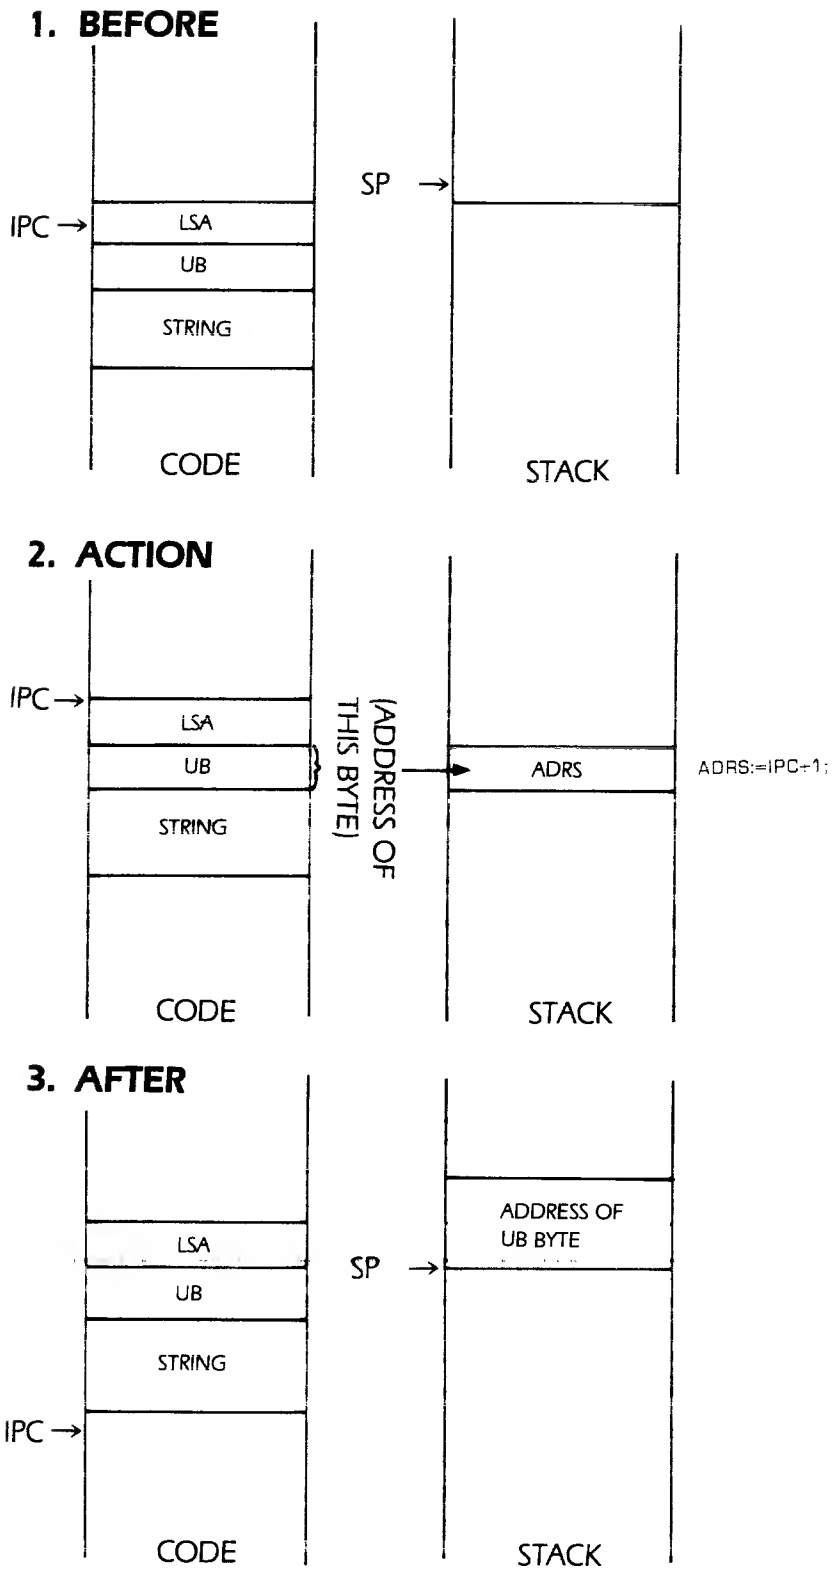 1. BEFORE
SP →
IPC → LSA
UB
STRING
CODE
STACK
2. ACTION
IPC →
LSA
UB
(ADDRESS OF
THIS BYTE)
ADRS
ADRS:=IPC+1;
STRING
CODE
STACK
3. AFTER
ADDRESS OF
UB BYTE
LSA
SP →
UB
STRING
IPC →
CODE
STACK